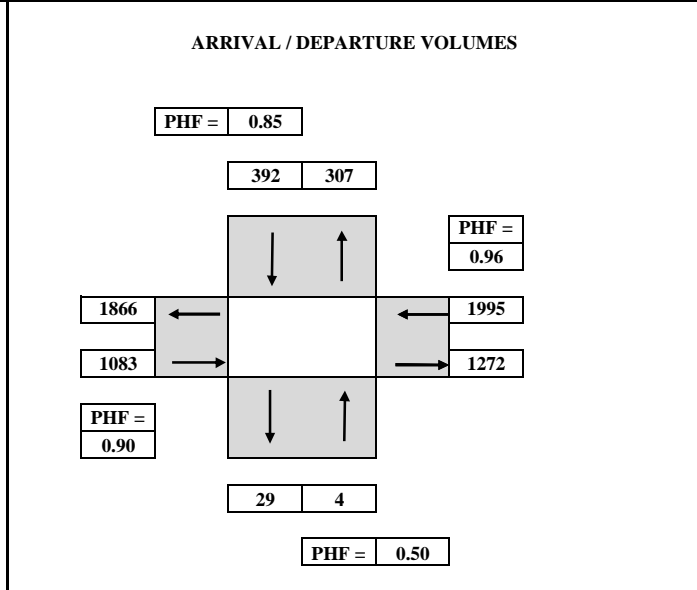 ARRIVAL / DEPARTURE VOLUMES
PHF = 0.85
392 307
PHF =
0.96
1866 1995
1083 1272
PHF =
0.90
29 4
PHF = 0.50